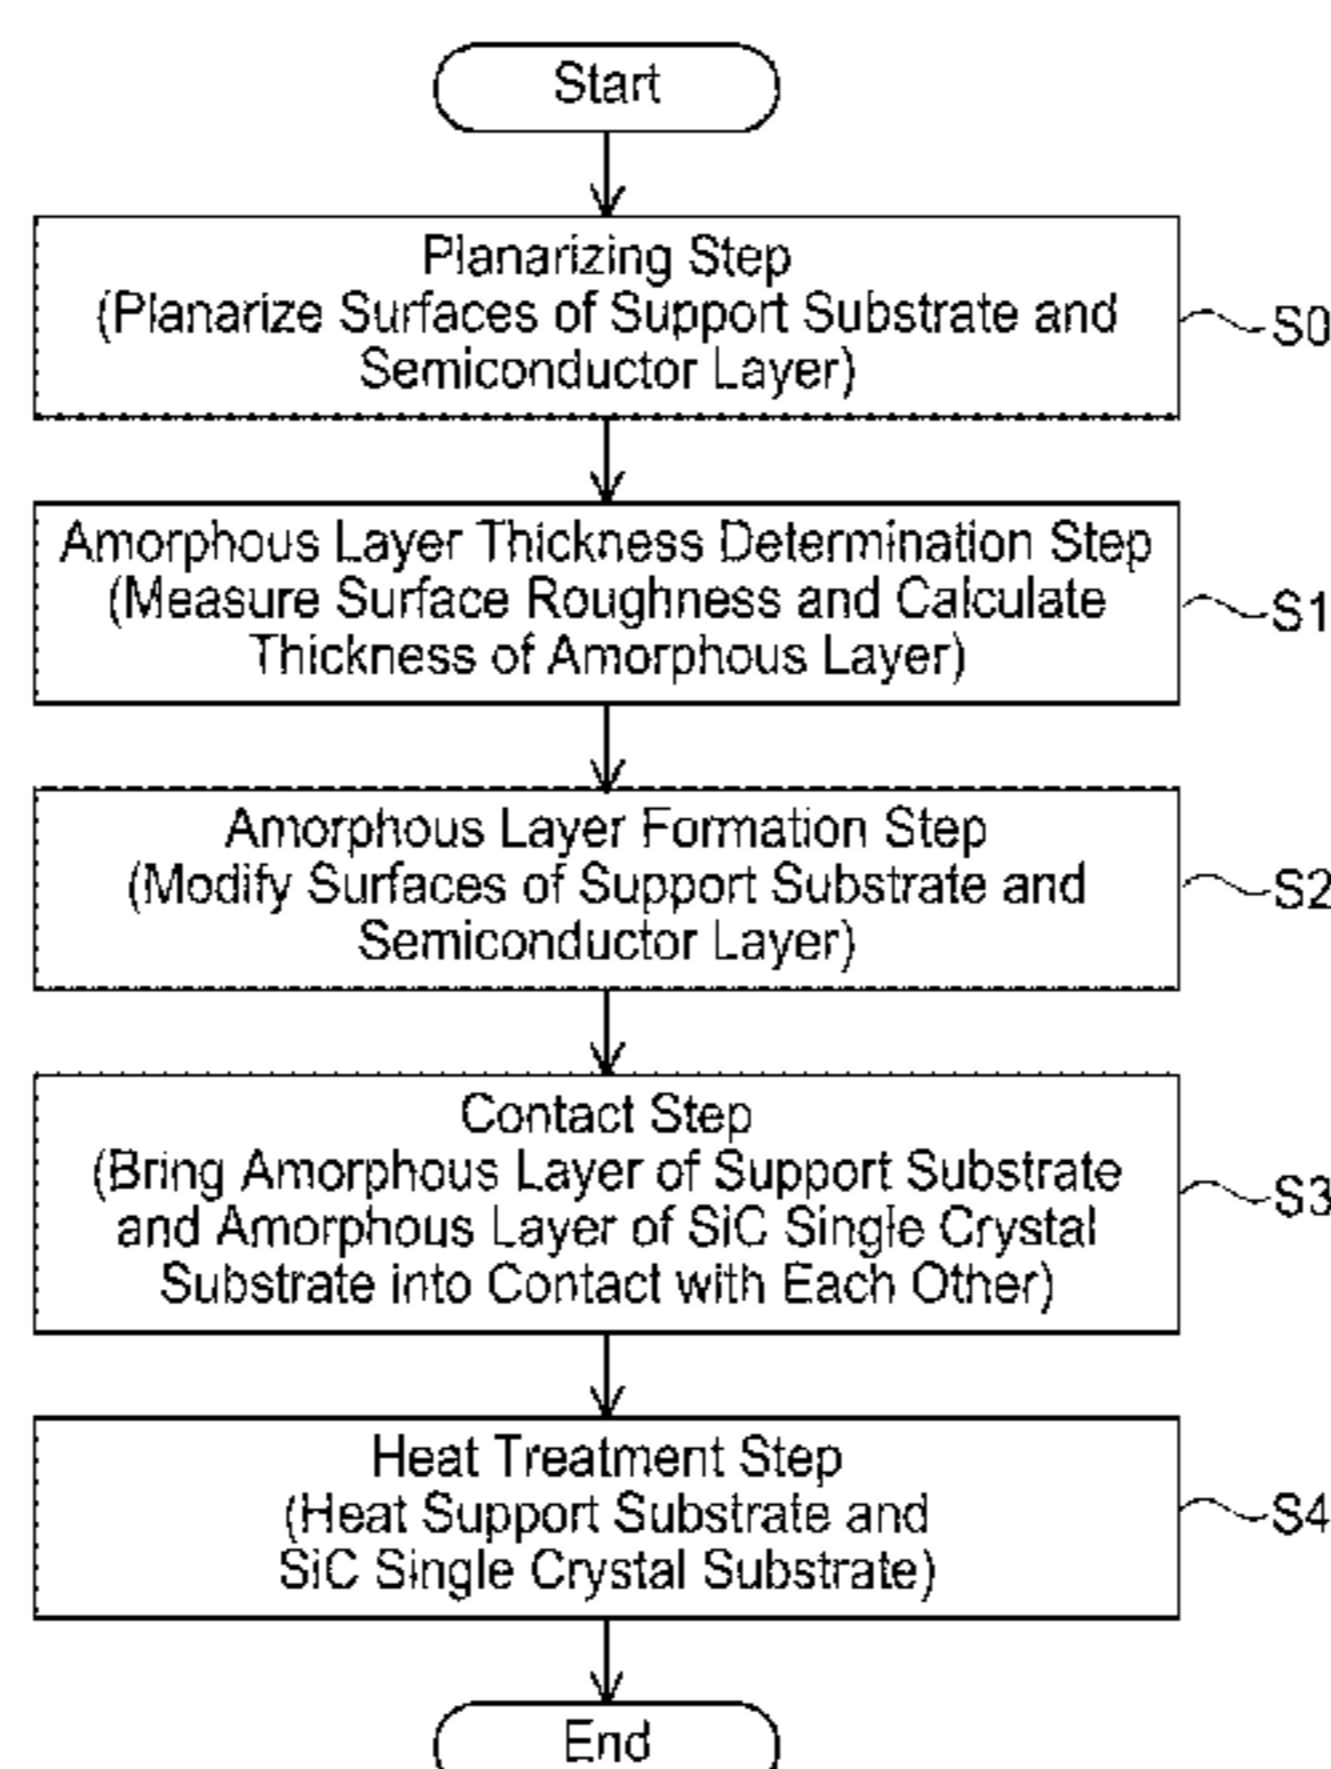 Start
Planarizing Step
(Planarize Surfaces of Support Substrate and
Semiconductor Layer)
S0
Amorphous Layer Thickness Determination Step
(Measure Surface Roughness and Calculate
Thickness of Amorphous Layer)
S1
Amorphous Layer Formation Step
(Modify Surfaces of Support Substrate and
Semiconductor Layer)
S2
Contact Step
(Bring Amorphous Layer of Support Substrate
and Amorphous Layer of SiC Single Crystal
Substrate into Contact with Each Other)
S3
Heat Treatment Step
(Heat Support Substrate and
SiC Single Crystal Substrate)
S4
End